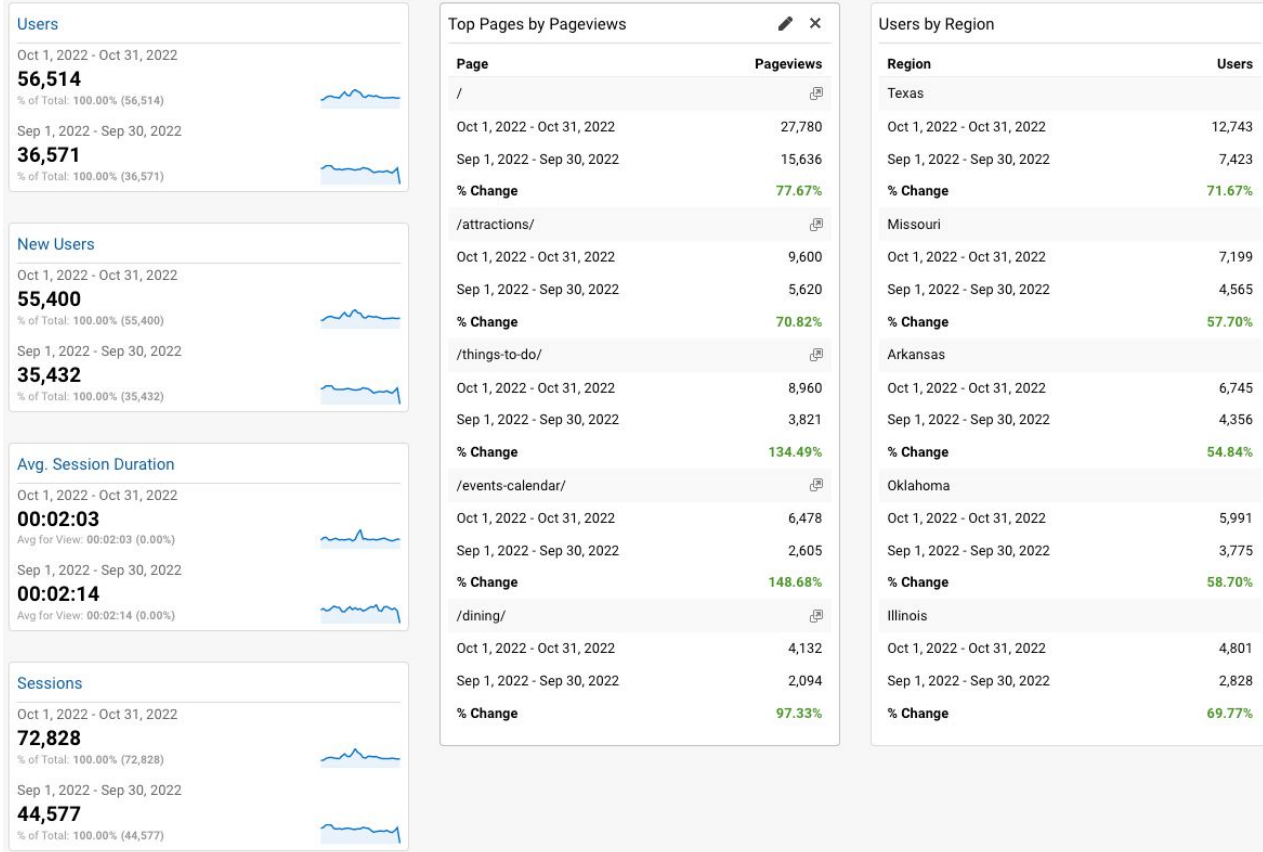 Users
Oct 1, 2022 - Oct 31, 2022
56,514
% of Total: 100.00% (56,514)
Sep 1, 2022 - Sep 30, 2022
36,571
% of Total: 100.00% (36,571)
New Users
Oct 1, 2022 - Oct 31, 2022
55,400
% of Total: 100.00% (55,400)
Sep 1, 2022 - Sep 30, 2022
35,432
% of Total: 100.00% (35,432)
Avg. Session Duration
Oct 1, 2022 - Oct 31, 2022
00:02:03
Avg for View: 00:02:03 (0.00%)
Sep 1, 2022 - Sep 30, 2022
00:02:14
Avg for View: 00:02:14 (0.00%)
Sessions
Oct 1, 2022 - Oct 31, 2022
72,828
% of Total: 100.00% (72,828)
Sep 1, 2022 - Sep 30, 2022
44,577
% of Total: 100.00% (44,577)
Top Pages by Pageviews
Page Pageviews
/
Oct 1, 2022 - Oct 31, 2022 27,780
Sep 1, 2022 - Sep 30, 2022 15,636
% Change 77.67%
/attractions/
Oct 1, 2022 - Oct 31, 2022 9,600
Sep 1, 2022 - Sep 30, 2022 5,620
% Change 70.82%
/things-to-do/
Oct 1, 2022 - Oct 31, 2022 8,960
Sep 1, 2022 - Sep 30, 2022 3,821
% Change 134.49%
/events-calendar/
Oct 1, 2022 - Oct 31, 2022 6,478
Sep 1, 2022 - Sep 30, 2022 2,605
% Change 148.68%
/dining/
Oct 1, 2022 - Oct 31, 2022 4,132
Sep 1, 2022 - Sep 30, 2022 2,094
% Change 97.33%
Users by Region
Region Users
Texas
Oct 1, 2022 - Oct 31, 2022 12,743
Sep 1, 2022 - Sep 30, 2022 7,423
% Change 71.67%
Missouri
Oct 1, 2022 - Oct 31, 2022 7,199
Sep 1, 2022 - Sep 30, 2022 4,565
% Change 57.70%
Arkansas
Oct 1, 2022 - Oct 31, 2022 6,745
Sep 1, 2022 - Sep 30, 2022 4,356
% Change 54.84%
Oklahoma
Oct 1, 2022 - Oct 31, 2022 5,991
Sep 1, 2022 - Sep 30, 2022 3,775
% Change 58.70%
Illinois
Oct 1, 2022 - Oct 31, 2022 4,801
Sep 1, 2022 - Sep 30, 2022 2,828
% Change 69.77%